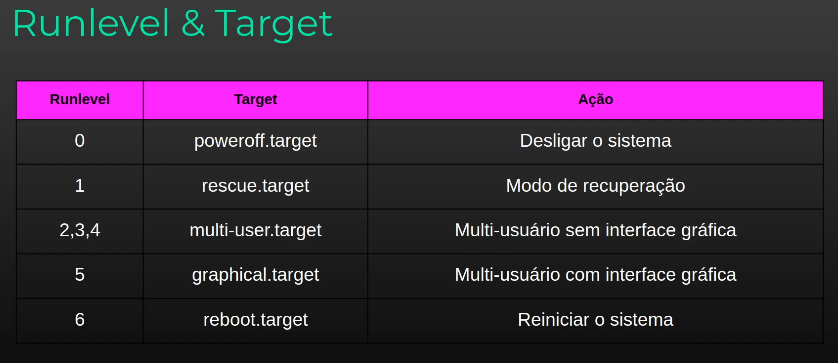 Runlevel & Target
Runlevel Target Ação
0 poweroff.target Desligar o sistema
1 rescue.target Modo de recuperação
2,3,4 multi-user.target Multi-usuário sem interface gráfica
5 graphical.target Multi-usuário com interface gráfica
6 reboot.target Reiniciar o sistema